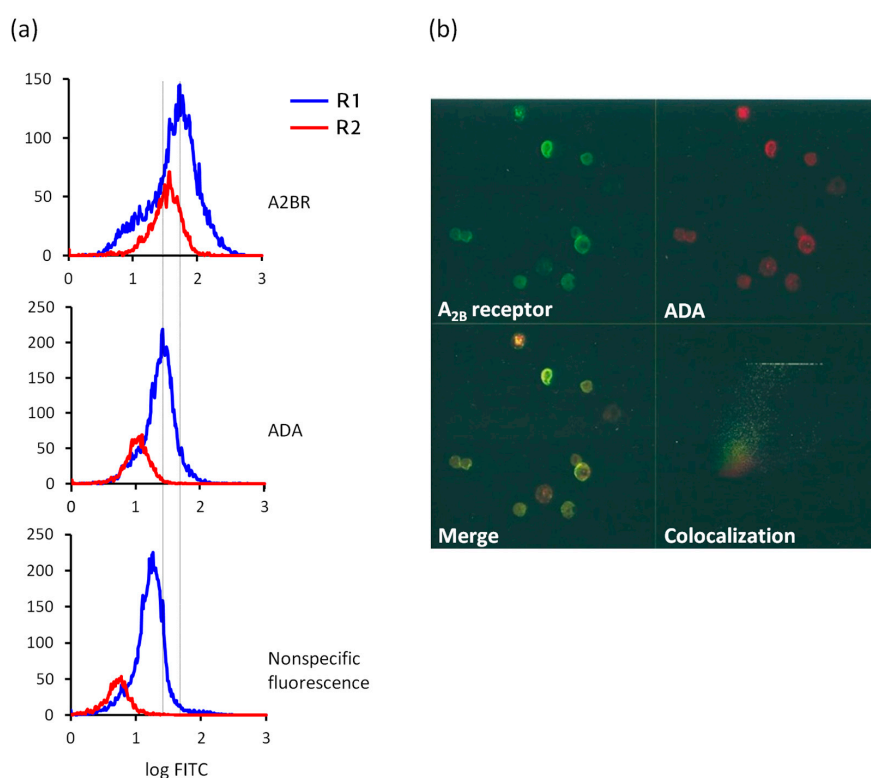 (a)
(b)
150
100
50
0
0 1 2 3
R1
R2
A2BR
250
200
150
100
50
0
0 1 2 3
ADA
250
200
150
100
50
0
0 1 2 3
Nonspecific
fluorescence
log FITC
A2B receptor
ADA
Merge
Colocalization